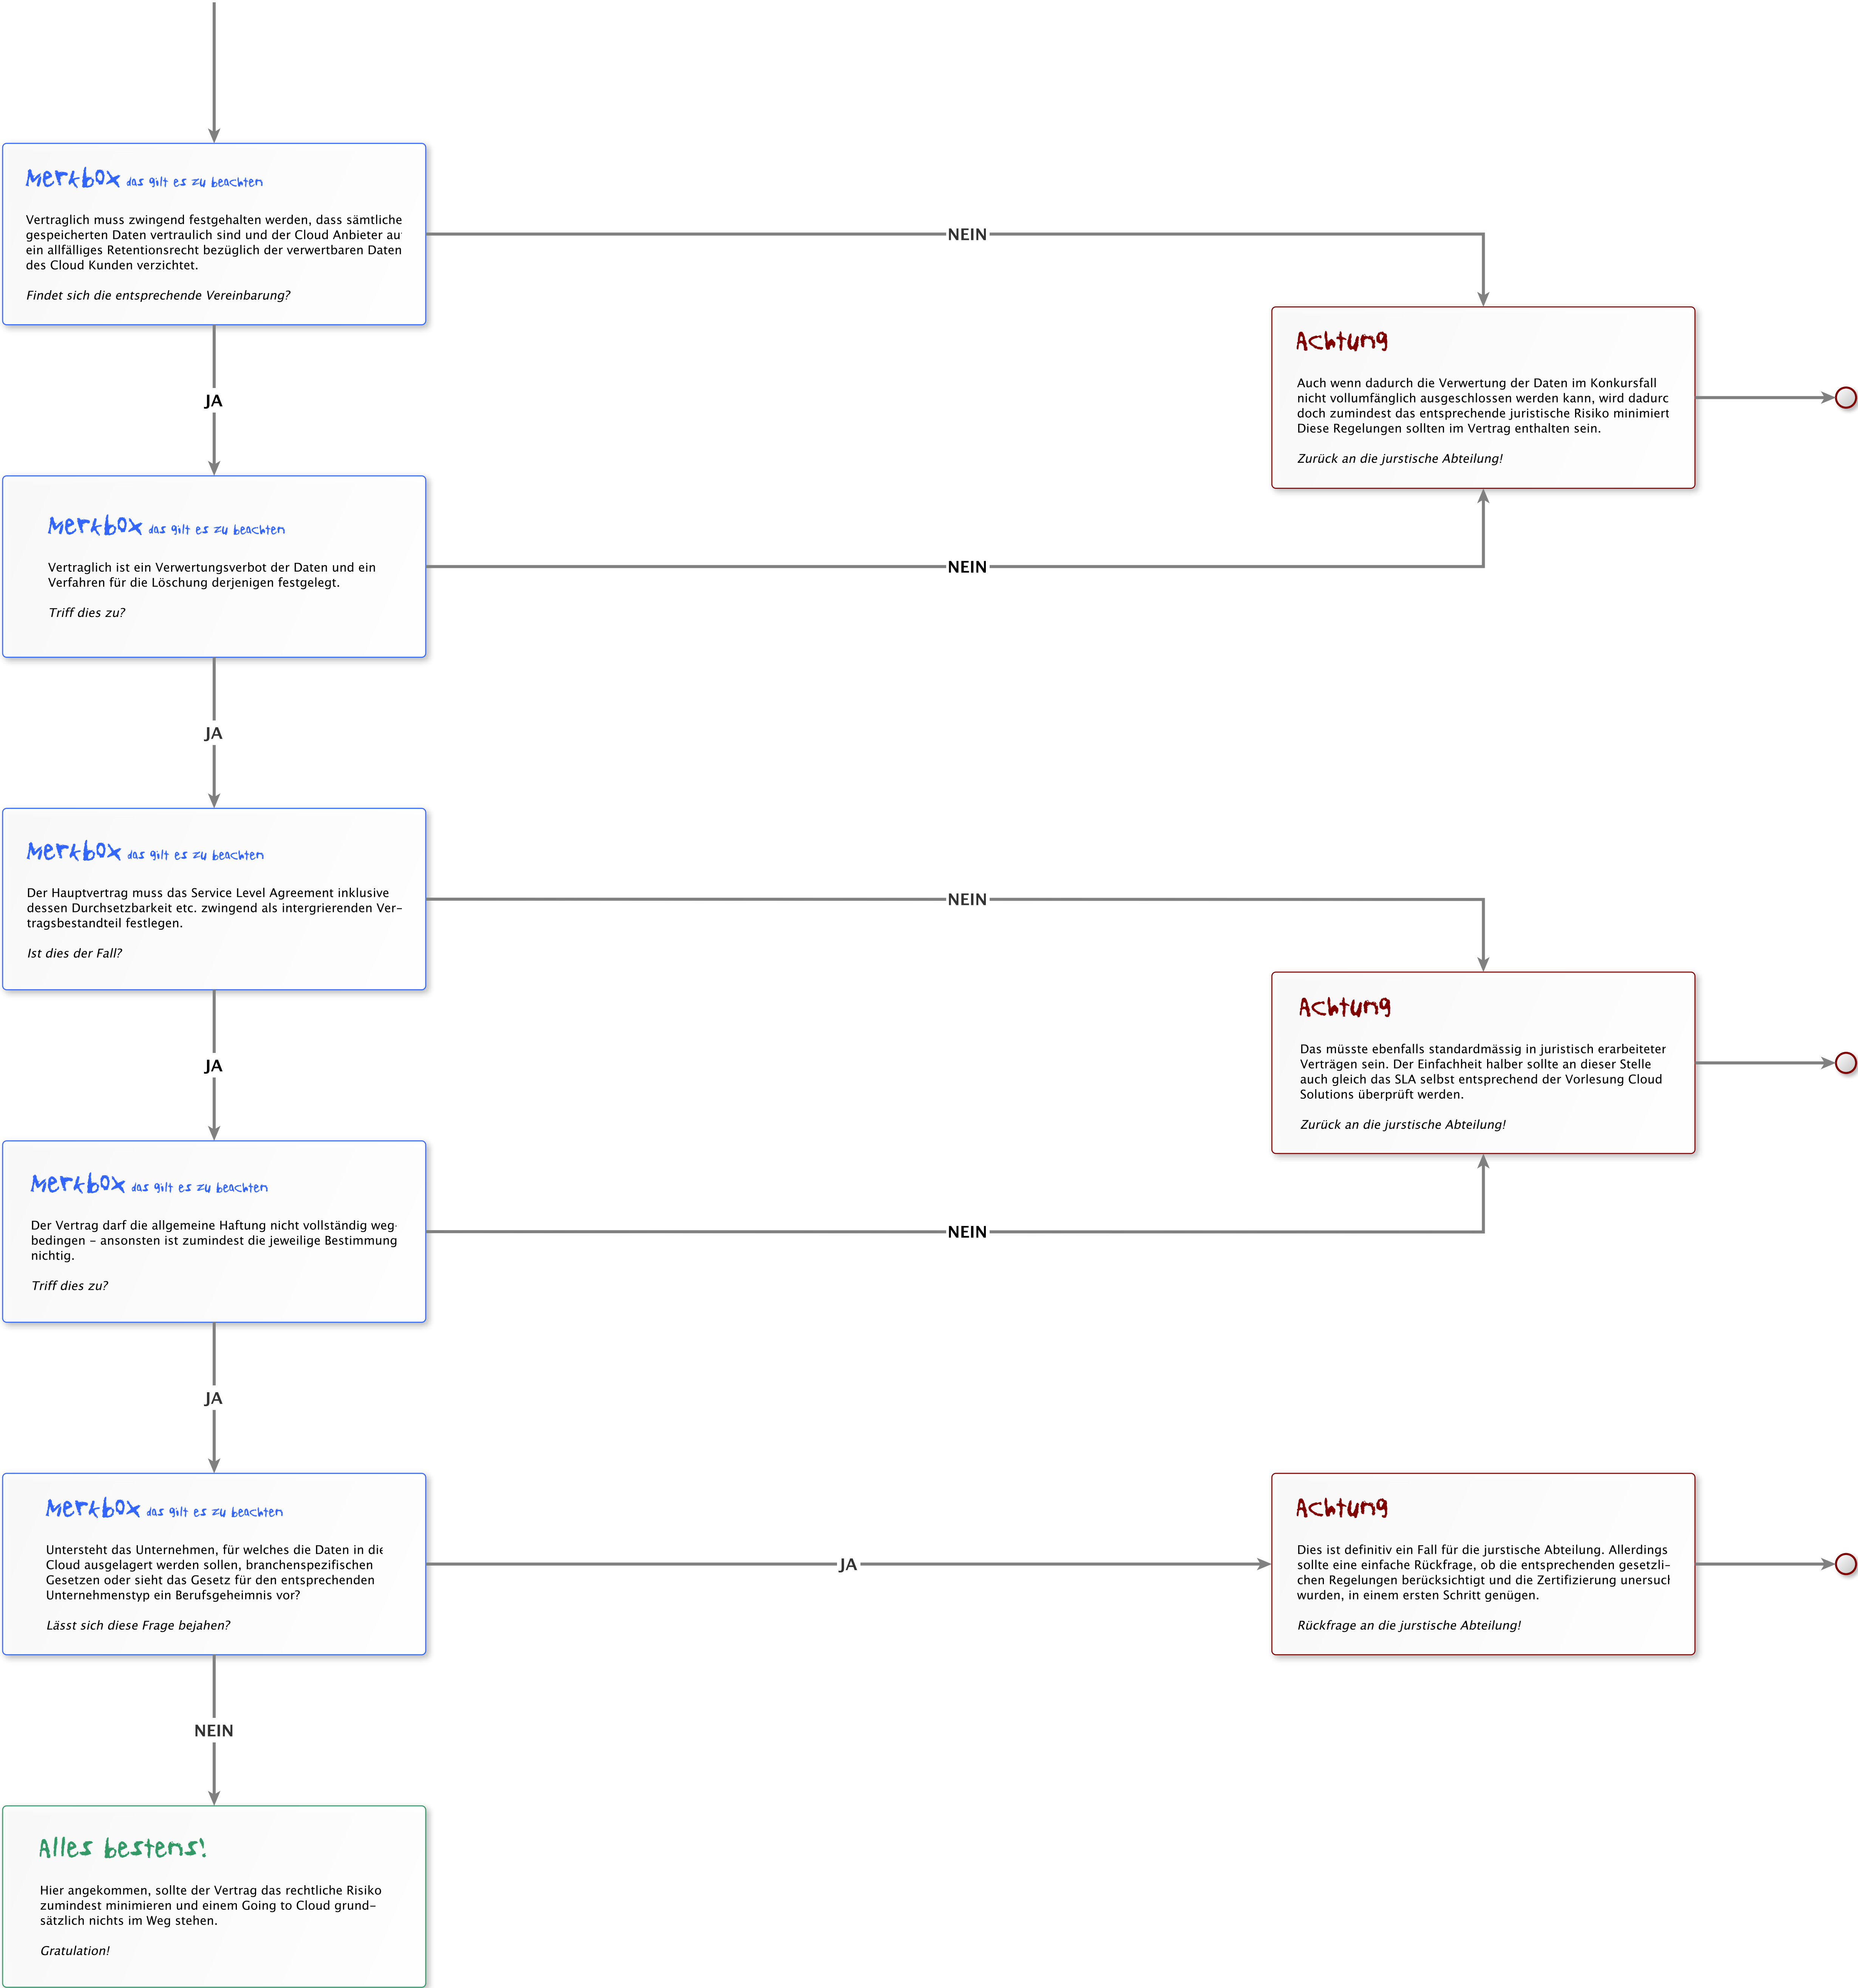 Merkbox das gilt es zu beachten
Vertraglich muss zwingend festgehalten werden, dass sämtliche
gespeicherten Daten vertraulich sind und der Cloud Anbieter au
ein allfälliges Retentionsrecht bezüglich der verwertbaren Daten
des Cloud Kunden verzichtet.
Findet sich die entsprechende Vereinbarung?
NEIN
Achtung
Auch wenn dadurch die Verwertung der Daten im Konkursfall
nicht vollumfänglich ausgeschlossen werden kann, wird dadurc
doch zumindest das entsprechende juristische Risiko minimiert
Diese Regelungen sollten im Vertrag enthalten sein.
Zurück an die jurstische Abteilung!
JA
Merkbox das gilt es zu beachten
Vertraglich ist ein Verwertungsverbot der Daten und ein
Verfahren für die Löschung derjenigen festgelegt.
Triff dies zu?
NEIN
JA
Merkbox das gilt es zu beachten
Der Hauptvertrag muss das Service Level Agreement inklusive
dessen Durchsetzbarkeit etc. zwingend als intergrierenden Ver-
tragsbestandteil festlegen.
Ist dies der Fall?
NEIN
Achtung
Das müsste ebenfalls standardmässig in juristisch erarbeiteter
Verträgen sein. Der Einfachheit halber sollte an dieser Stelle
auch gleich das SLA selbst entsprechend der Vorlesung Cloud
Solutions überprüft werden.
Zurück an die jurstische Abteilung!
JA
Merkbox das gilt es zu beachten
Der Vertrag darf die allgemeine Haftung nicht vollständig weg-
bedingen – ansonsten ist zumindest die jeweilige Bestimmung
nichtig.
Triff dies zu?
NEIN
JA
Merkbox das gilt es zu beachten
Untersteht das Unternehmen, für welches die Daten in die
Cloud ausgelagert werden sollen, branchenspezifischen
Gesetzen oder sieht das Gesetz für den entsprechenden
Unternehmenstyp ein Berufsgeheimnis vor?
Lässt sich diese Frage bejahen?
JA
Achtung
Dies ist definitiv ein Fall für die jurstische Abteilung. Allerdings
sollte eine einfache Rückfrage, ob die entsprechenden gesetzli-
chen Regelungen berücksichtigt und die Zertifizierung unersuch
wurden, in einem ersten Schritt genügen.
Rückfrage an die jurstische Abteilung!
NEIN
Alles bestens!
Hier angekommen, sollte der Vertrag das rechtliche Risiko
zumindest minimieren und einem Going to Cloud grund-
sätzlich nichts im Weg stehen.
Gratulation!